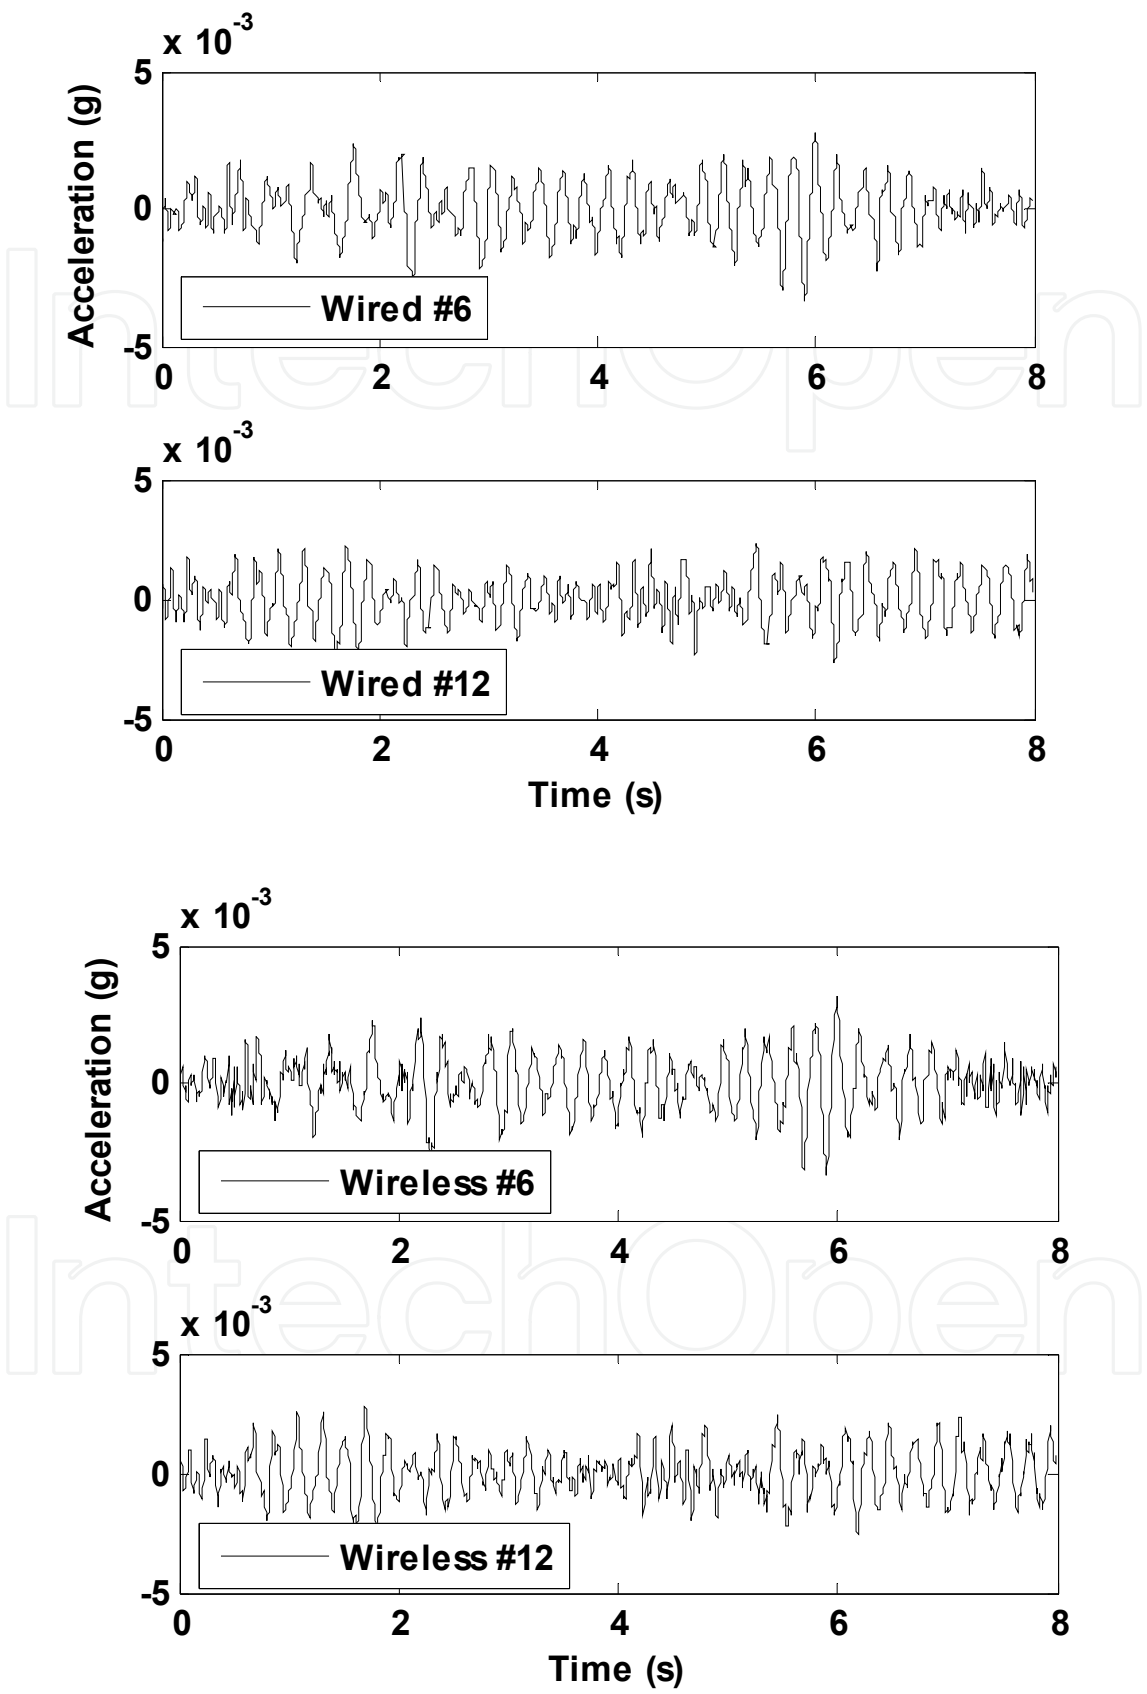 x 10-3
5
0
-5
Acceleration (g)
Wired #6
0 2 4 6 8
x 10-3
5
0
-5
Wired #12
0 2 4 6 8
Time (s)
x 10-3
5
0
-5
Acceleration (g)
Wireless #6
0 2 4 6 8
x 10-3
5
0
-5
Wireless #12
0 2 4 6 8
Time (s)
IntechOpen
IntechOpen